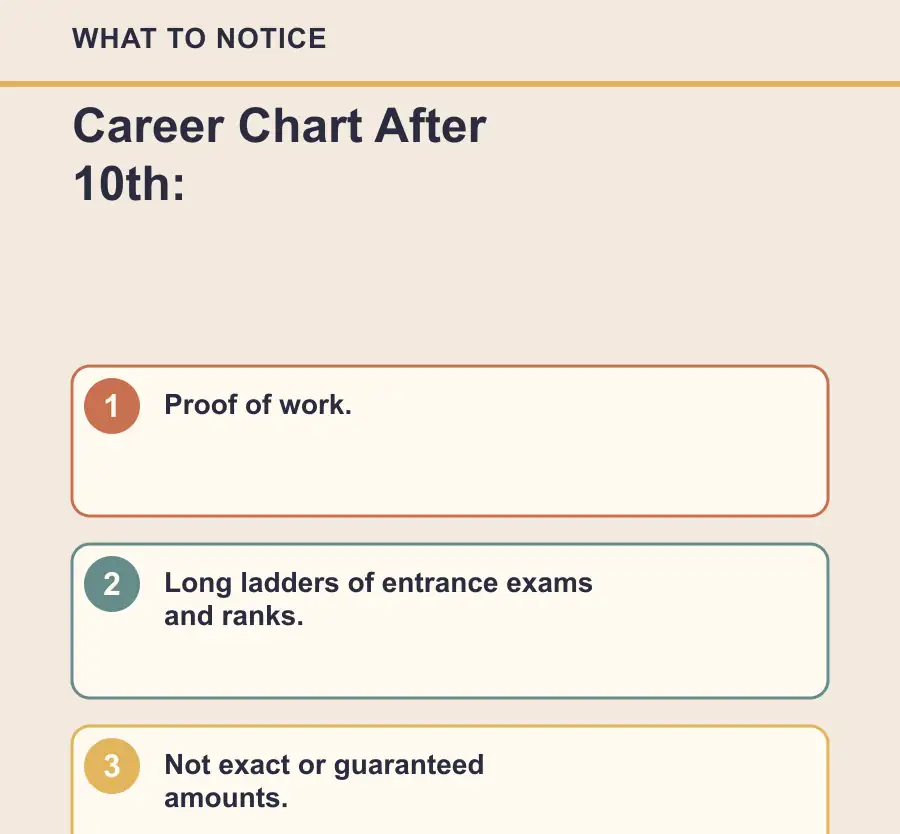 WHAT TO NOTICE
Career Chart After
10th:
1
Proof of work.
2
Long ladders of entrance exams
and ranks.
3
Not exact or guaranteed
amounts.